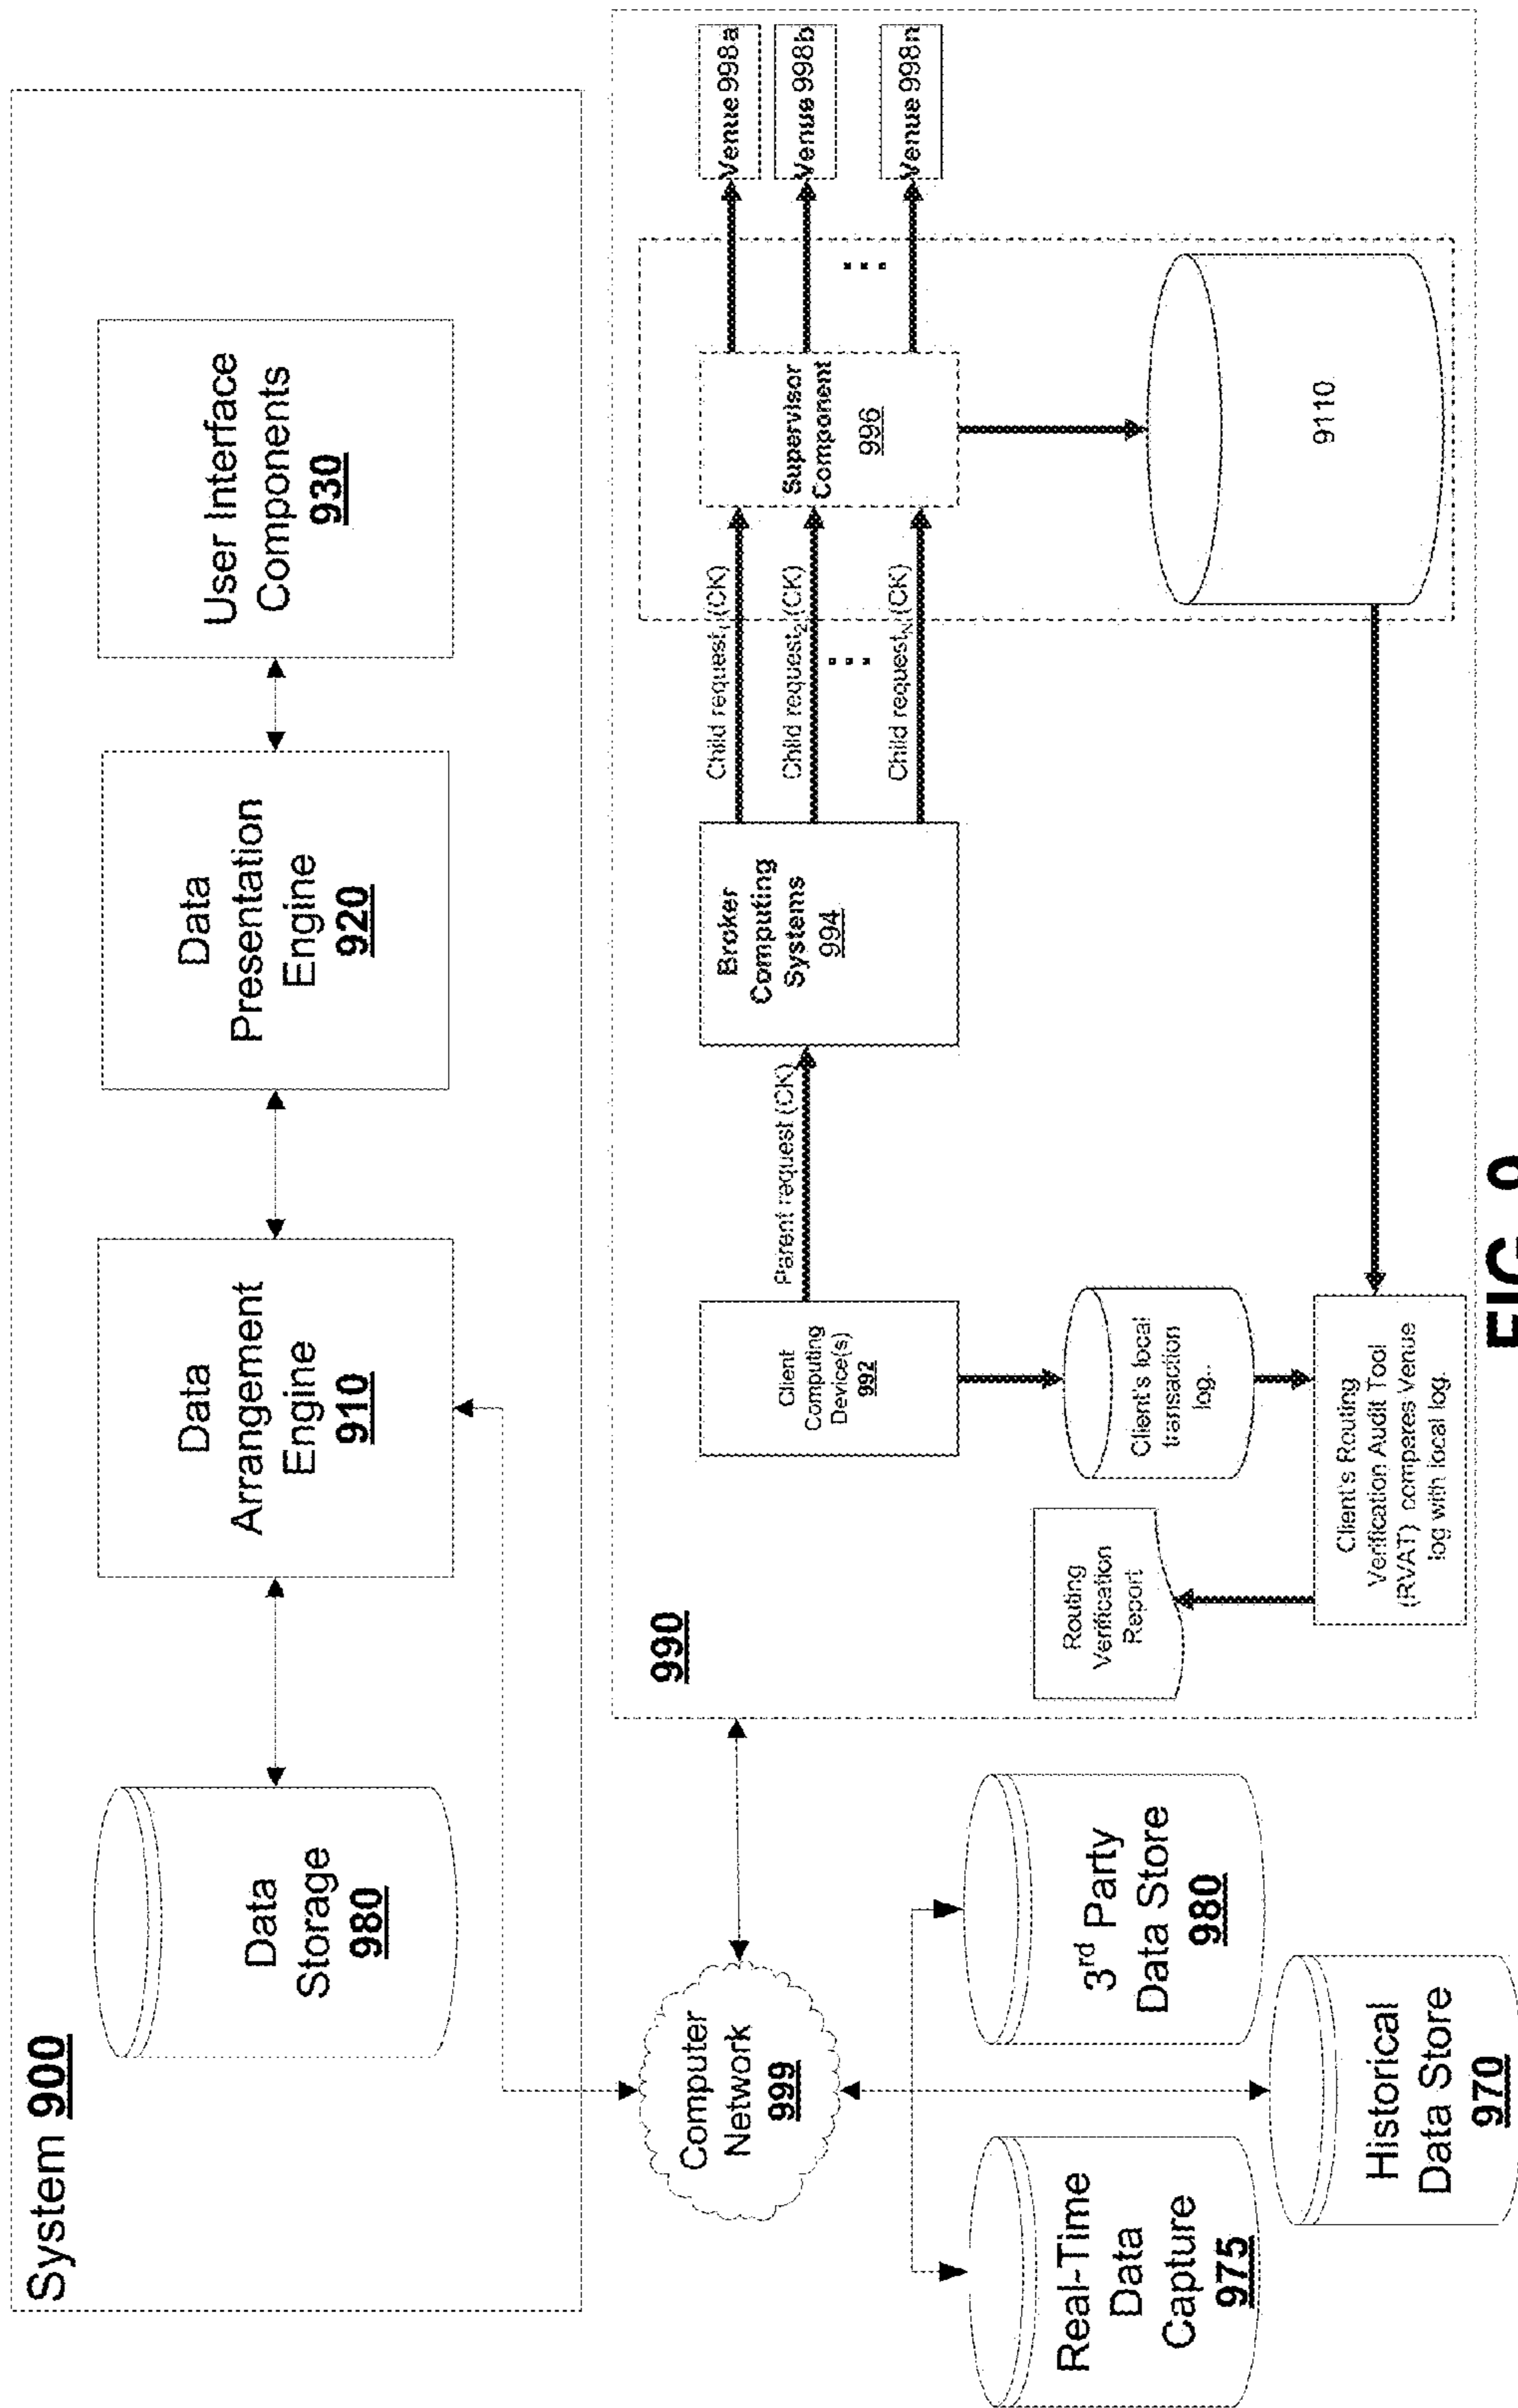 System 900
Data
Storage
980
Data
Arrangement
Engine
910
Data
Presentation
Engine
920
User Interface
Components
930
Computer
Network
999
Real-Time
Data
Capture
975
3rd Party
Data Store
980
Historical
Data Store
970
990
Client
Computing
Device(s)
992
Parent request (CK)
Broker
Computing
Systems
994
Child request1 (CK)
Child request2 (CK)
Child requestN (CK)
Supervisor
Component
996
Venue 998a
Venue 998b
Venue 998n
9110
Client's local
transaction
log..
Routing
Verification
Report
Client's Routing
Verification Audit Tool
(RVAT) compares Venue
log with local log.
FIG. 9